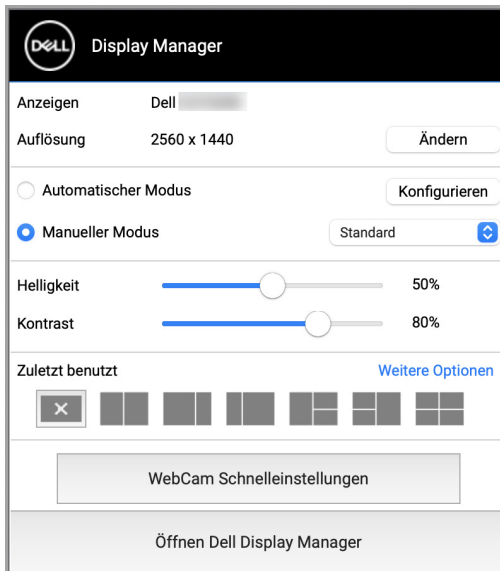 DELL Display Manager
Anzeigen Dell
Auflösung 2560 x 1440 Ändern
Automatischer Modus Konfigurieren
Manueller Modus Standard
Helligkeit 50%
Kontrast 80%
Zuletzt benutzt Weitere Optionen
WebCam Schnelleinstellungen
Öffnen Dell Display Manager